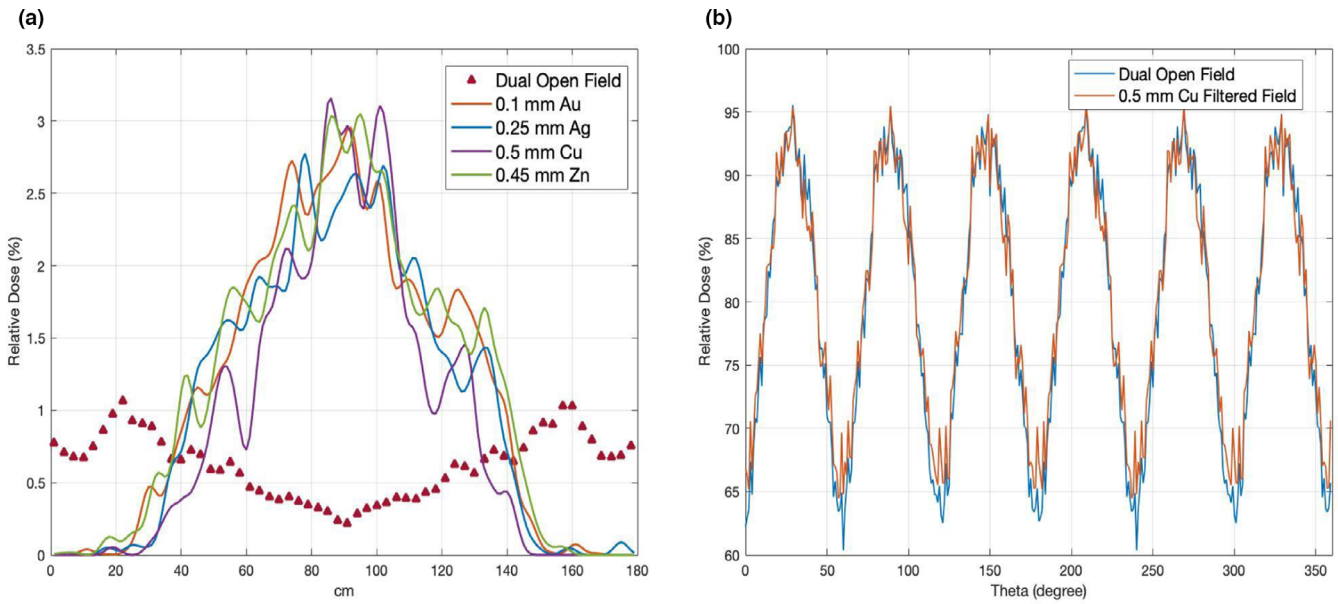 (a)
3.5
3
2.5
2
1.5
1
0.5
0
Relative Dose (%)
Dual Open Field
0.1 mm Au
0.25 mm Ag
0.5 mm Cu
0.45 mm Zn
0 20 40 60 80 100 120 140 160 180
cm
(b)
100
95
90
85
80
75
70
65
60
Relative Dose (%)
Dual Open Field
0.5 mm Cu Filtered Field
0 50 100 150 200 250 300 350
Theta (degree)